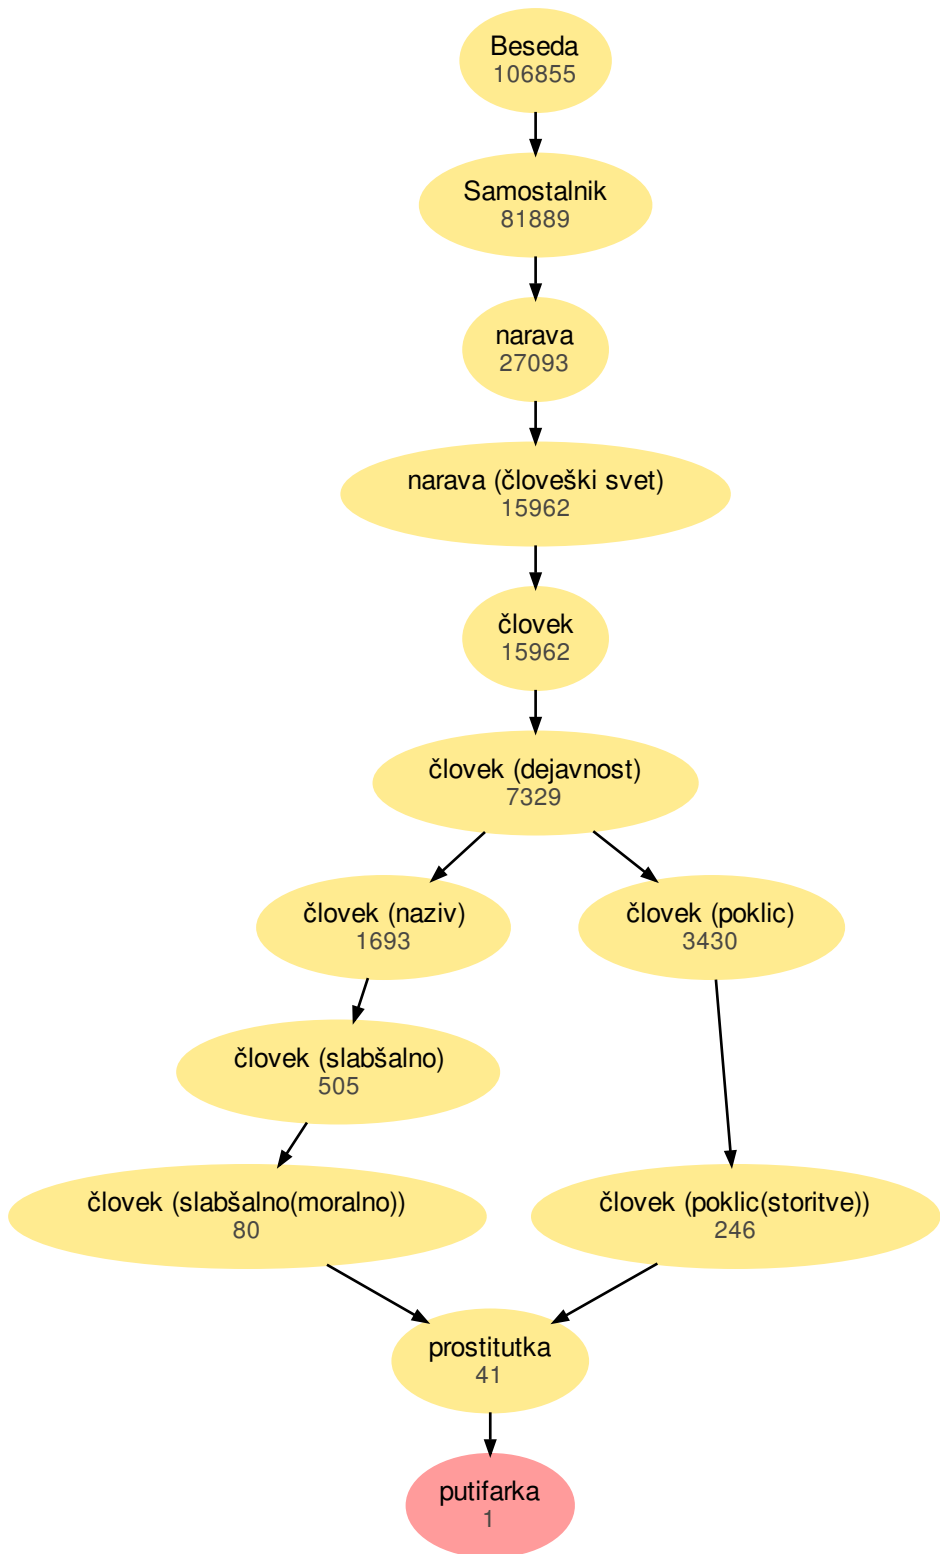 Beseda
106855
Samostalnik
81889
narava
27093
narava (človeški svet)
15962
človek
15962
človek (dejavnost)
7329
človek (naziv)
1693
človek (poklic)
3430
človek (slabšalno)
505
človek (slabšalno(moralno))
80
človek (poklic(storitve))
246
prostitutka
41
putifarka
1